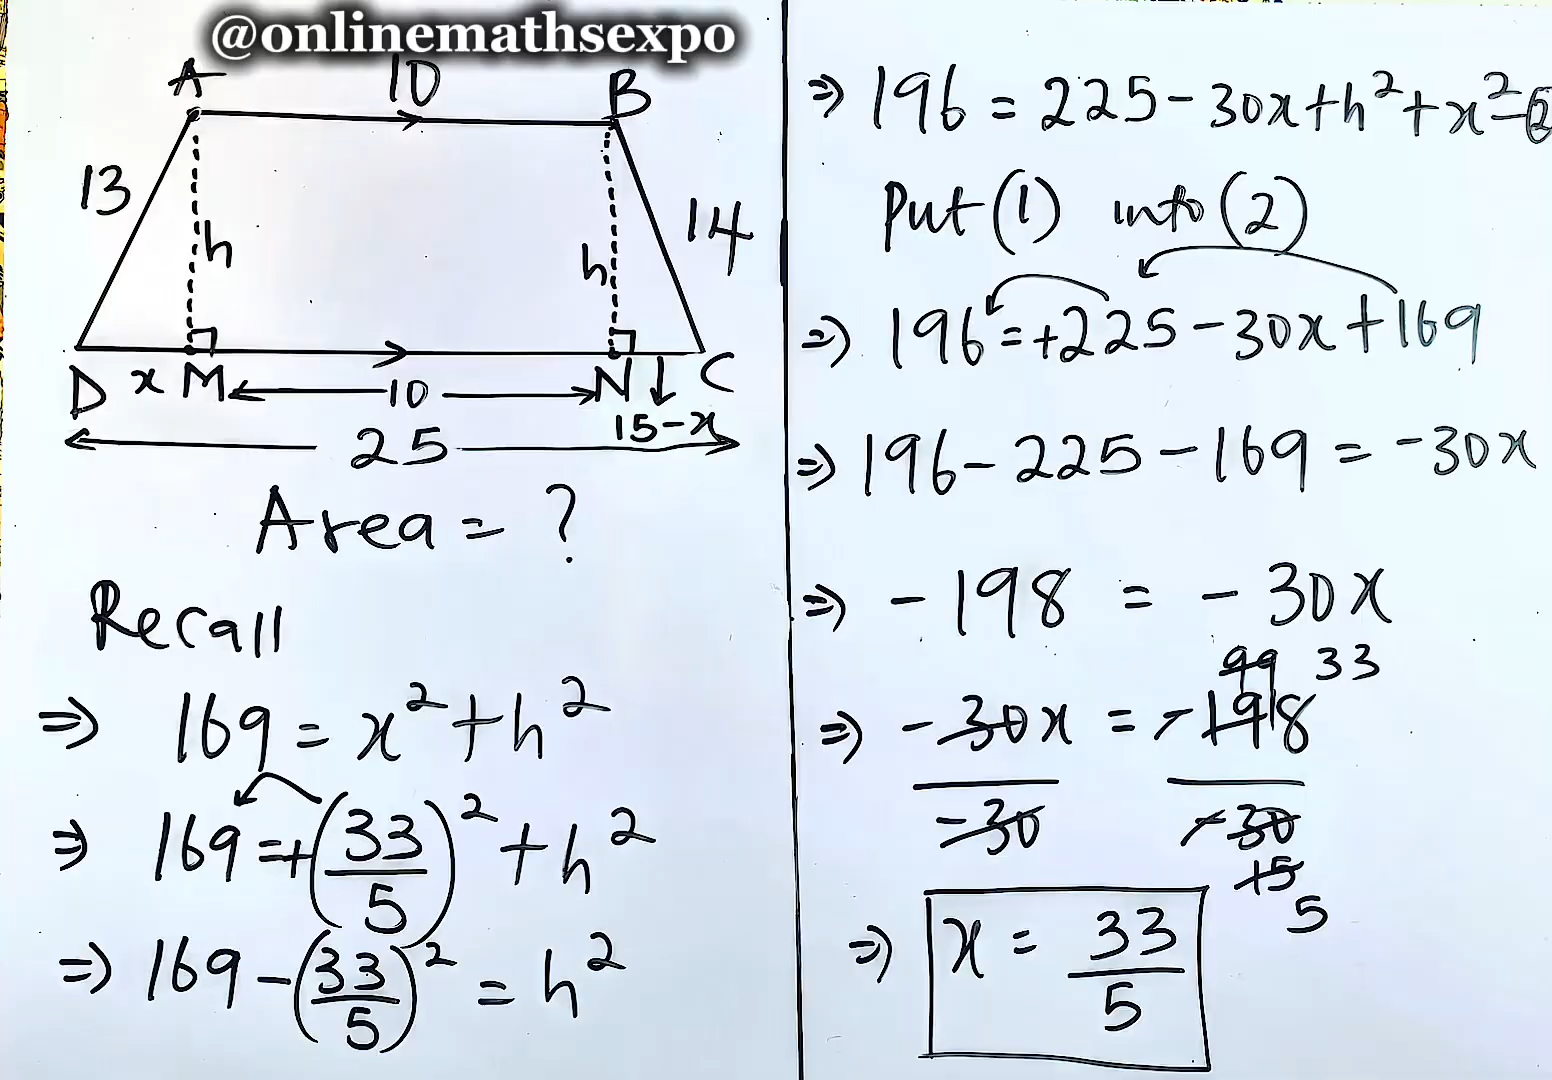 @onlinemathsexpo
A 10 B
13 h h 14
D x M 10 N C
15-x
25
Area = ?
Recall
⇒ 169 = x² + h²
⇒ 169 = +(33/5)² + h²
⇒ 169 - (33/5)² = h²
⇒ 196 = 225 - 30x + h² + x² - (2
Put (1) into (2)
⇒ 196 = +225 - 30x + 169
⇒ 196 - 225 - 169 = -30x
⇒ -198 = -30x
99 33
⇒ -30x = -198
-30 -30
15
5
⇒ x = 33/5